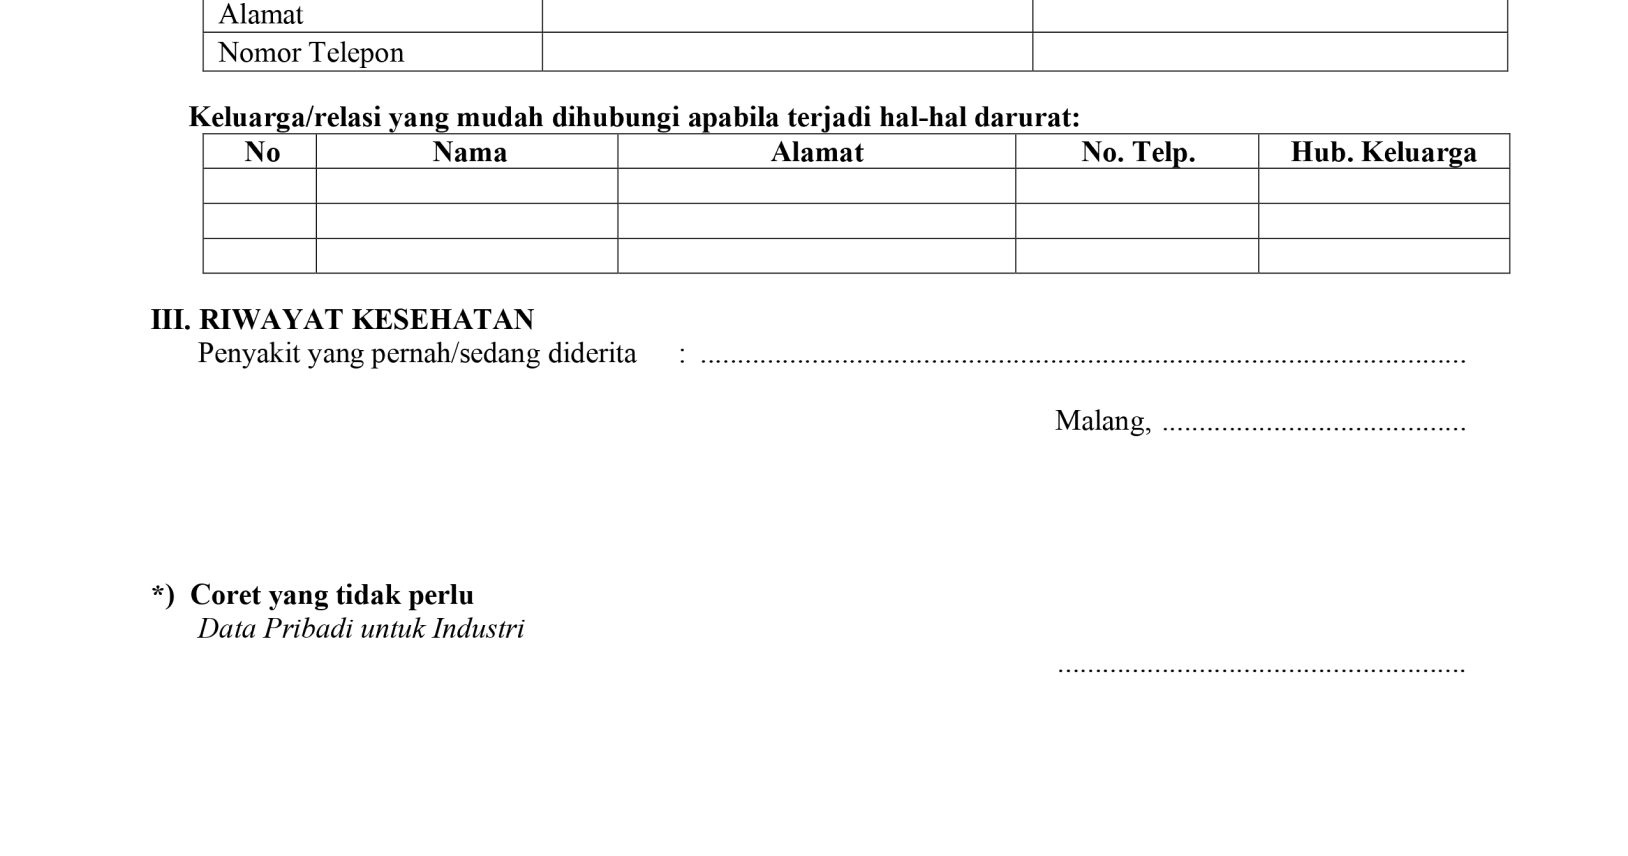 Alamat
Nomor Telepon
Keluarga/relasi yang mudah dihubungi apabila terjadi hal-hal darurat:
No Nama Alamat No. Telp. Hub. Keluarga
III. RIWAYAT KESEHATAN
Penyakit yang pernah/sedang diderita : ........................................................................................................
Malang, .........................................
*) Coret yang tidak perlu
Data Pribadi untuk Industri
.......................................................